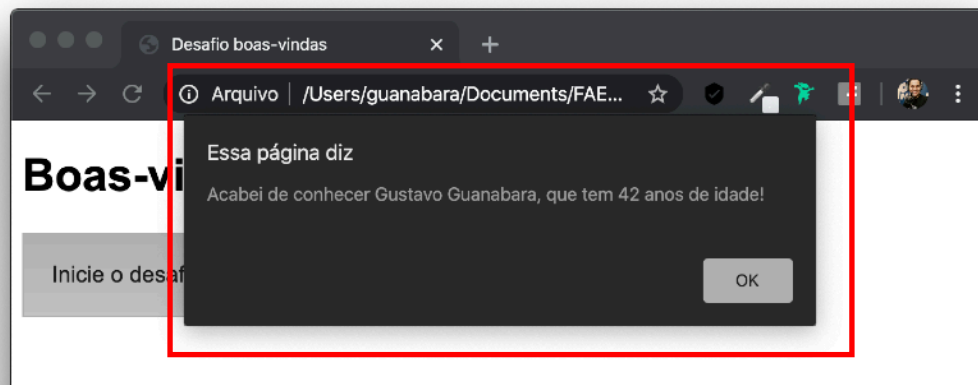 Desafio boas-vindas
Arquivo | /Users/guanabara/Documents/FAE...
Essa página diz
Boas-vi
Acabei de conhecer Gustavo Guanabara, que tem 42 anos de idade!
Inicie o desaf
OK